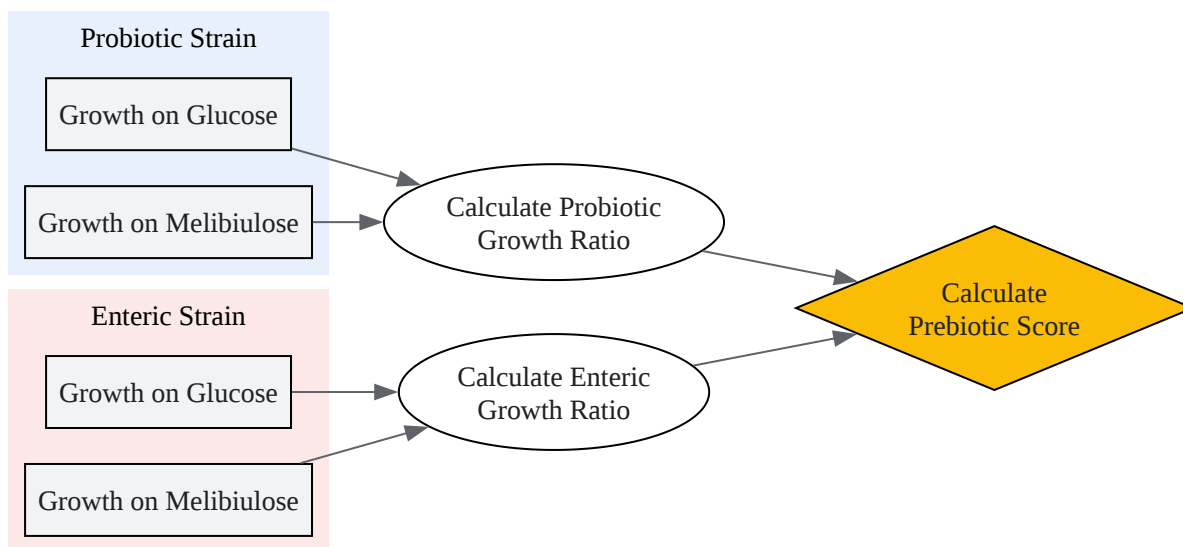 Probiotic Strain
Growth on Glucose
Growth on Melibiulose
Calculate Probiotic
Growth Ratio
Enteric Strain
Growth on Glucose
Growth on Melibiulose
Calculate Enteric
Growth Ratio
Calculate
Prebiotic Score